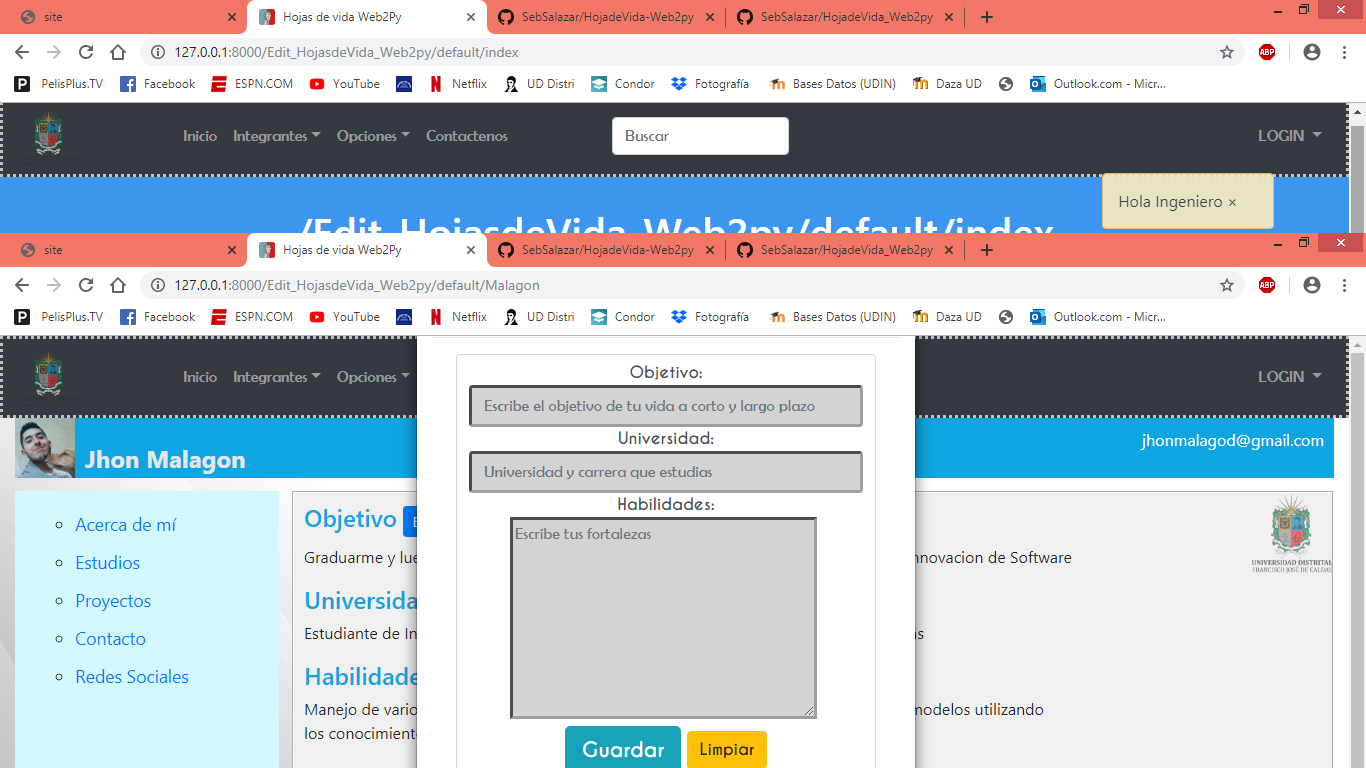 site
Hojas de vida Web2Py
SebSalazar/HojadeVida-Web2py
SebSalazar/HojadeVida_Web2py
127.0.0.1:8000/Edit_HojasdeVida_Web2py/default/index
ABP
PelisPlus.TV
Facebook
ESPN.COM
YouTube
Netflix
UD Distri
Condor
Fotografía
Bases Datos (UDIN)
Daza UD
Outlook.com - Micr...
Inicio
Integrantes
Opciones
Contactenos
Buscar
LOGIN
Hola Ingeniero ×
/Edit_HojasdeVida_Web2py/default/index
site
Hojas de vida Web2Py
SebSalazar/HojadeVida-Web2py
SebSalazar/HojadeVida_Web2py
127.0.0.1:8000/Edit_HojasdeVida_Web2py/default/Malagon
ABP
PelisPlus.TV
Facebook
ESPN.COM
YouTube
Netflix
UD Distri
Condor
Fotografía
Bases Datos (UDIN)
Daza UD
Outlook.com - Micr...
Inicio
Integrantes
Opciones
LOGIN
Jhon Malagon
jhonmalagod@gmail.com
Acerca de mí
Estudios
Proyectos
Contacto
Redes Sociales
Objetivo
Graduarme y lue
nnovacion de Software
Universida
Estudiante de In
as
Habilidade
Manejo de vario
modelos utilizando
los conocimient
UNIVERSIDAD DISTRITAL
FRANCISCO JOSÉ DE CALDAS
Objetivo:
Escribe el objetivo de tu vida a corto y largo plazo
Universidad:
Universidad y carrera que estudias
Habilidades:
Escribe tus fortalezas
Guardar
Limpiar